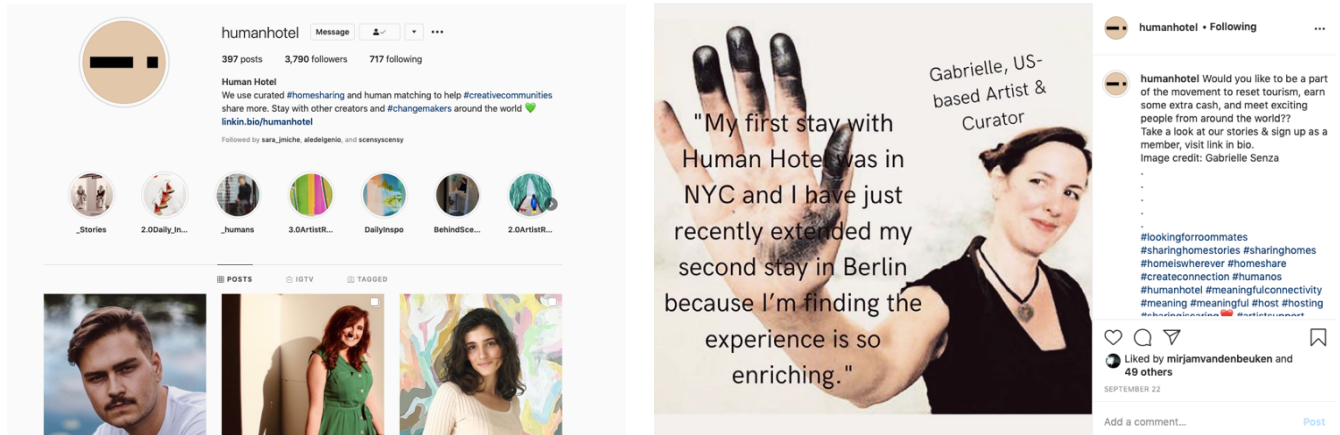 humanhotel Message
397 posts 3,790 followers 717 following
Human Hotel
We use curated #homesharing and human matching to help #creativecommunities
share more. Stay with other creators and #changemakers around the world 💚
linkin.bio/humanhotel
Followed by sara_jmiche, aledelgenio, and scensyscensy
_Stories 2.0Daily_In... _humans 3.0ArtistR... DailyInspo BehindSce... 2.0ArtistR...
POSTS IGTV TAGGED
Gabrielle, US-
based Artist &
Curator
"My first stay with
Human Hotel was in
NYC and I have just
recently extended my
second stay in Berlin
because I'm finding the
experience is so
enriching."
humanhotel • Following
humanhotel Would you like to be a part
of the movement to reset tourism, earn
some extra cash, and meet exciting
people from around the world??
Take a look at our stories & sign up as a
member, visit link in bio.
Image credit: Gabrielle Senza
.
.
.
.
.
#lookingforroommates
#sharinghomestories #sharinghomes
#homeiswherever #homeshare
#createconnection #humanos
#humanhotel #meaningfulconnectivity
#meaning #meaningful #host #hosting
#sharingiscaring❤️ #artistsupport
Liked by mirjamvandenbeuken and
49 others
SEPTEMBER 22
Add a comment... Post